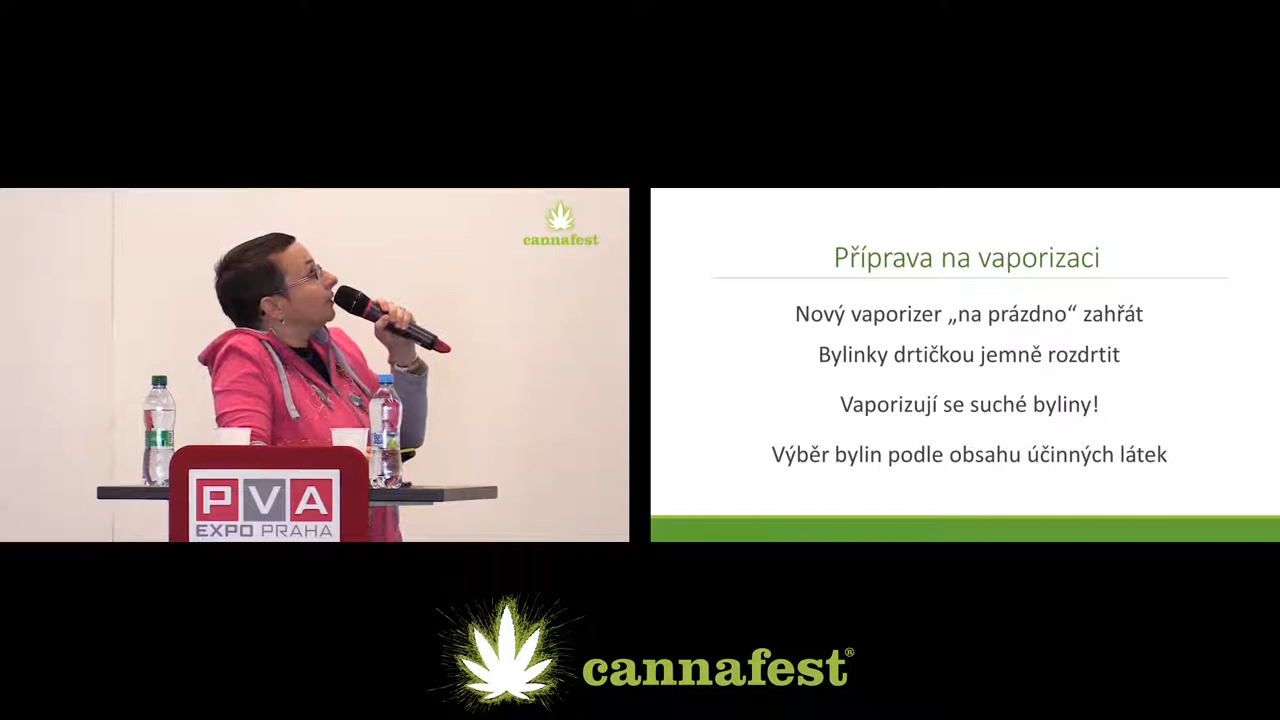 cannafest
PVA
EXPO PRAHA
Příprava na vaporizaci
Nový vaporizer „na prázdno“ zahřát
Bylinky drtičkou jemně rozdrtit
Vaporizují se suché byliny!
Výběr bylin podle obsahu účinných látek
cannafest®